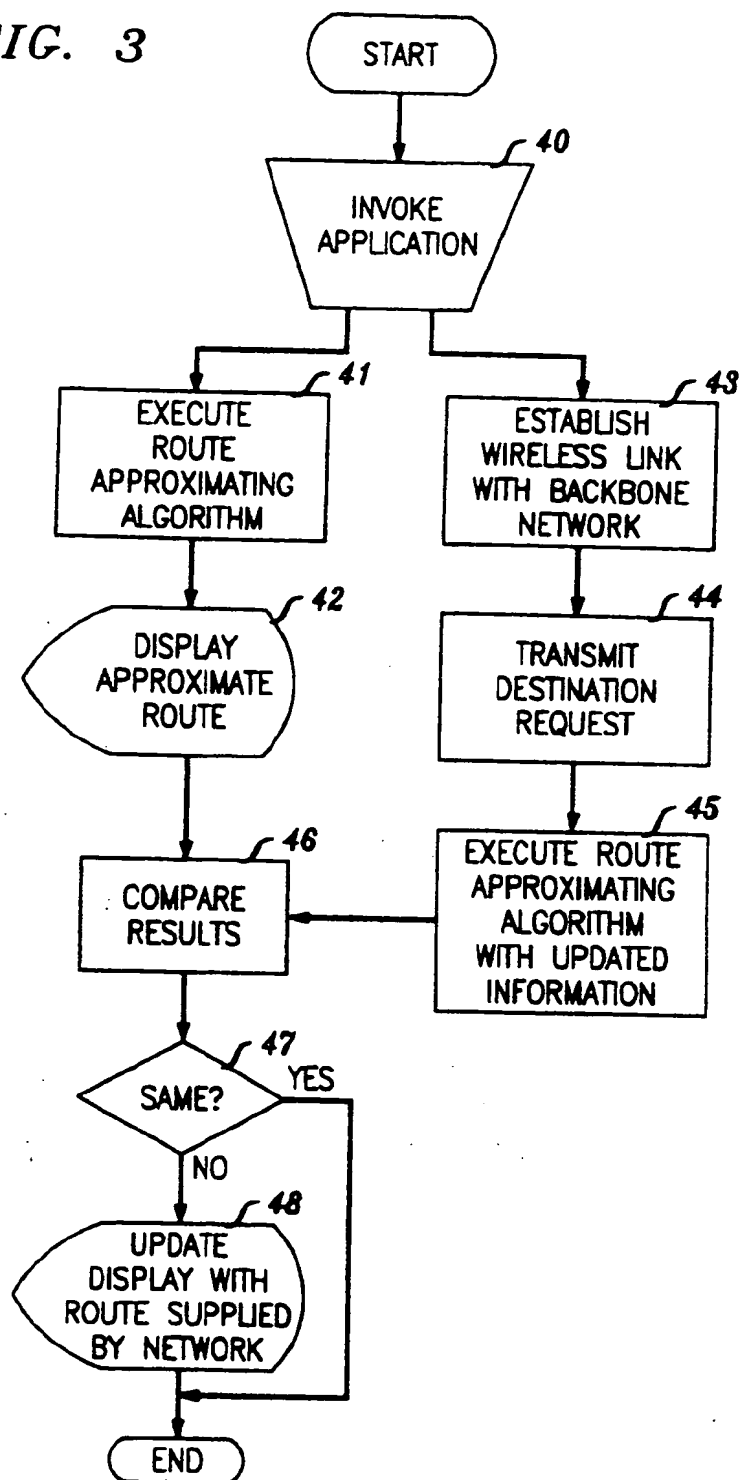 FIG. 3
START
40
INVOKE
APPLICATION
41
EXECUTE
ROUTE
APPROXIMATING
ALGORITHM
43
ESTABLISH
WIRELESS LINK
WITH BACKBONE
NETWORK
42
DISPLAY
APPROXIMATE
ROUTE
44
TRANSMIT
DESTINATION
REQUEST
46
COMPARE
RESULTS
45
EXECUTE ROUTE
APPROXIMATING
ALGORITHM
WITH UPDATED
INFORMATION
47
SAME?
YES
NO
48
UPDATE
DISPLAY WITH
ROUTE SUPPLIED
BY NETWORK
END